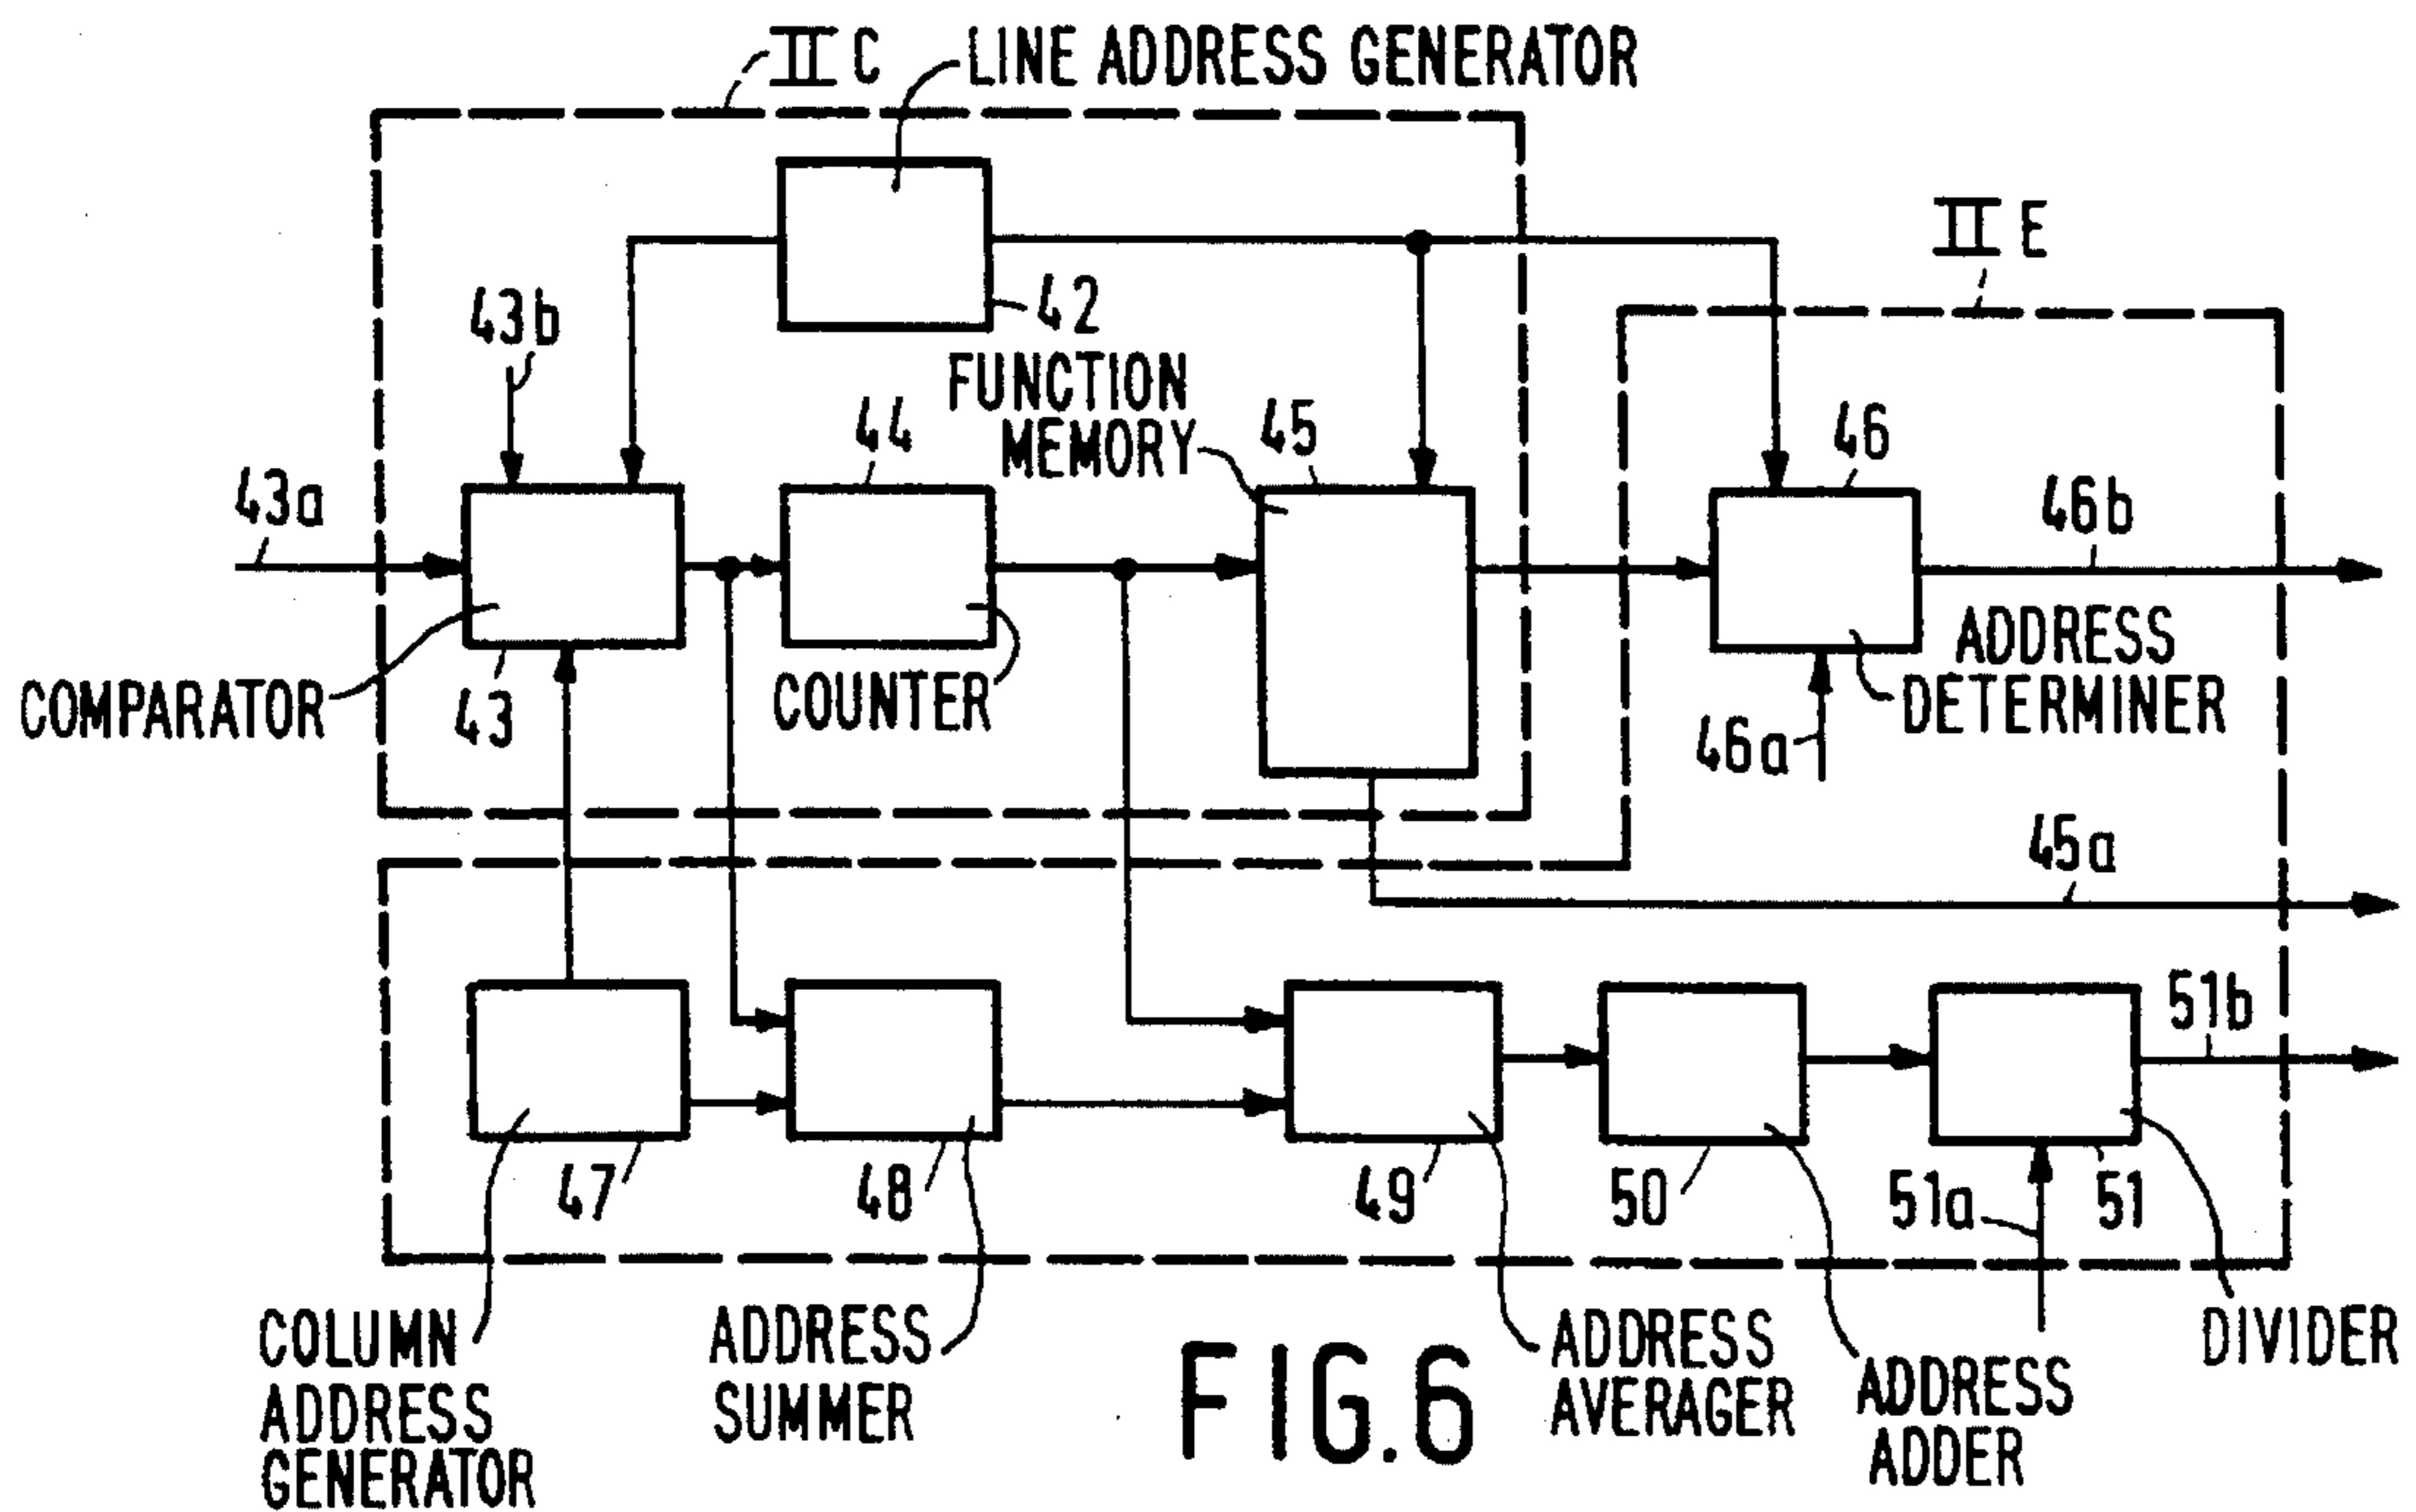 II C
LINE ADDRESS GENERATOR
II E
42
43b
FUNCTION
MEMORY
44
45
46
43a
46b
COMPARATOR
43
COUNTER
ADDRESS
DETERMINER
46a
45a
51b
47
48
49
50
51a
51
COLUMN
ADDRESS
GENERATOR
ADDRESS
SUMMER
FIG.6
ADDRESS
AVERAGER
ADDRESS
ADDER
DIVIDER